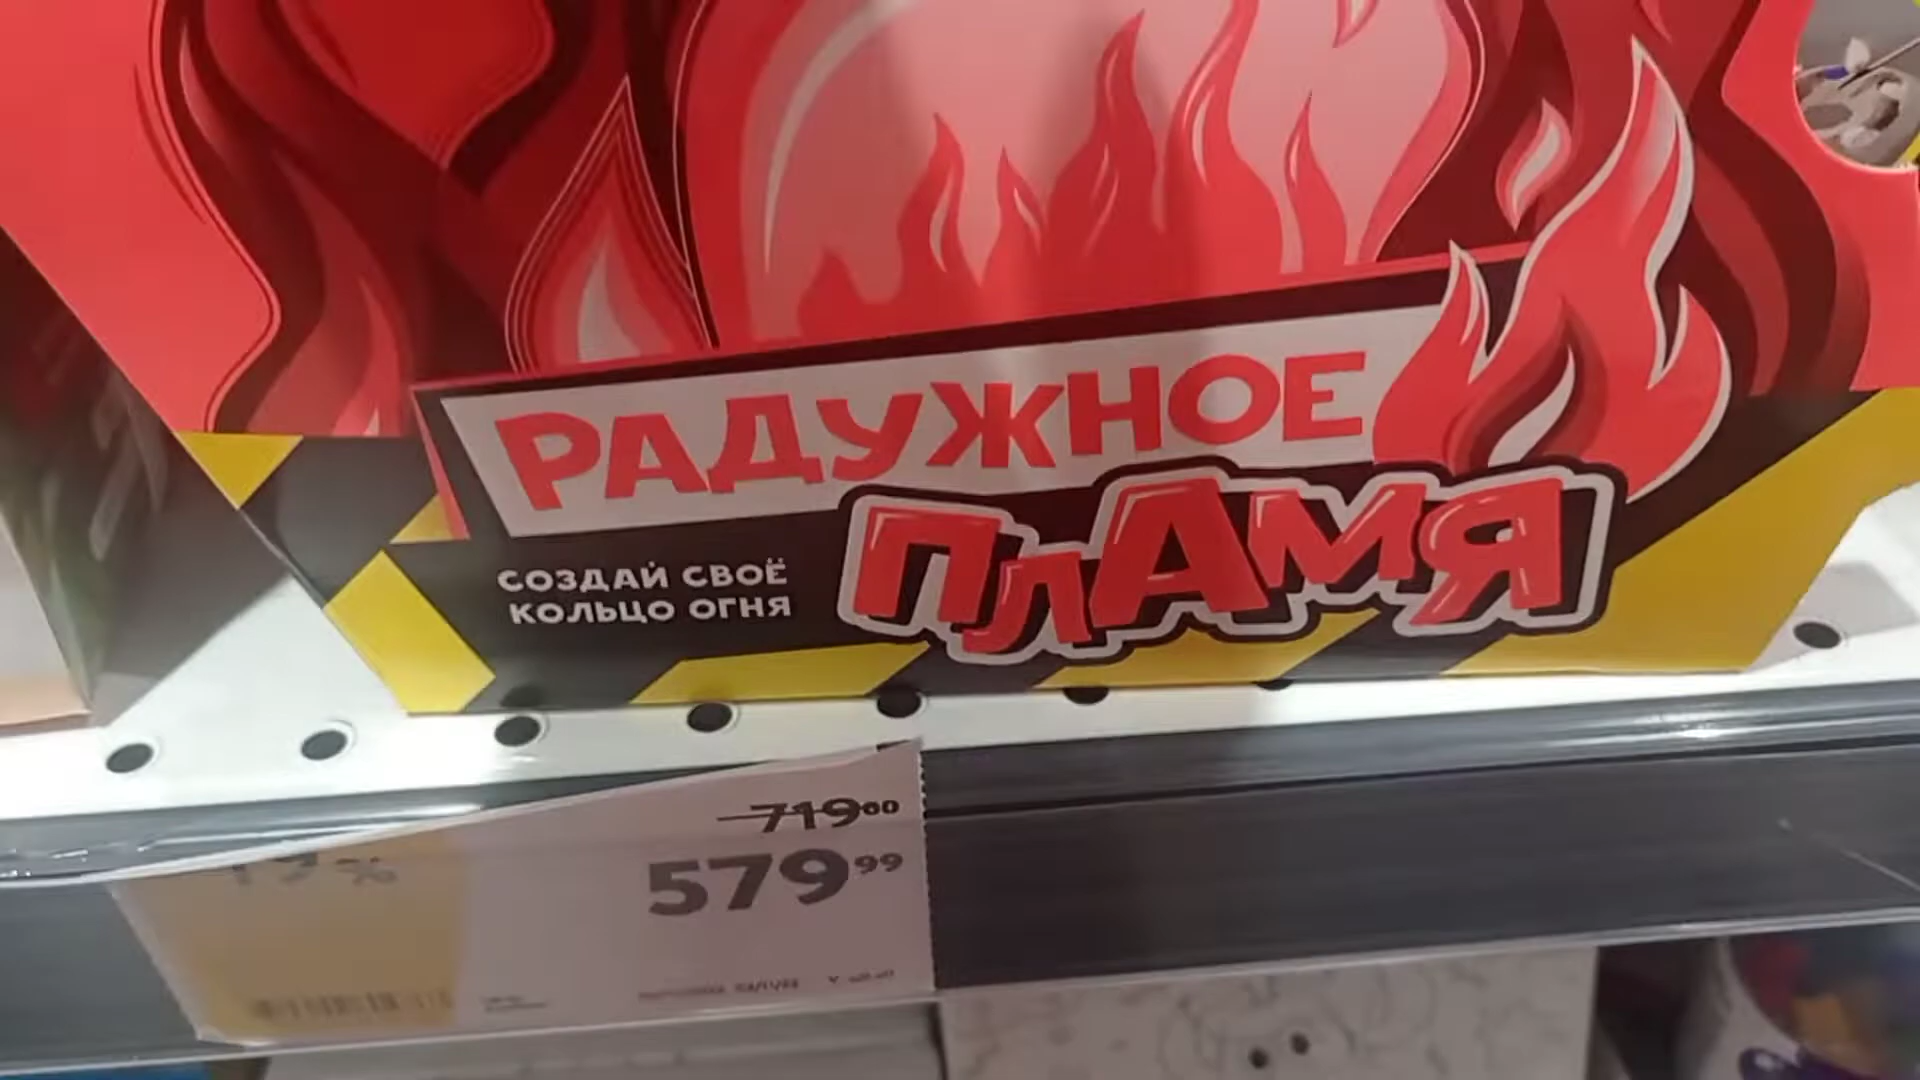 РАДУЖНОЕ
ПЛАМЯ
СОЗДАЙ СВОЁ
КОЛЬЦО ОГНЯ
719⁰⁰
579⁹⁹